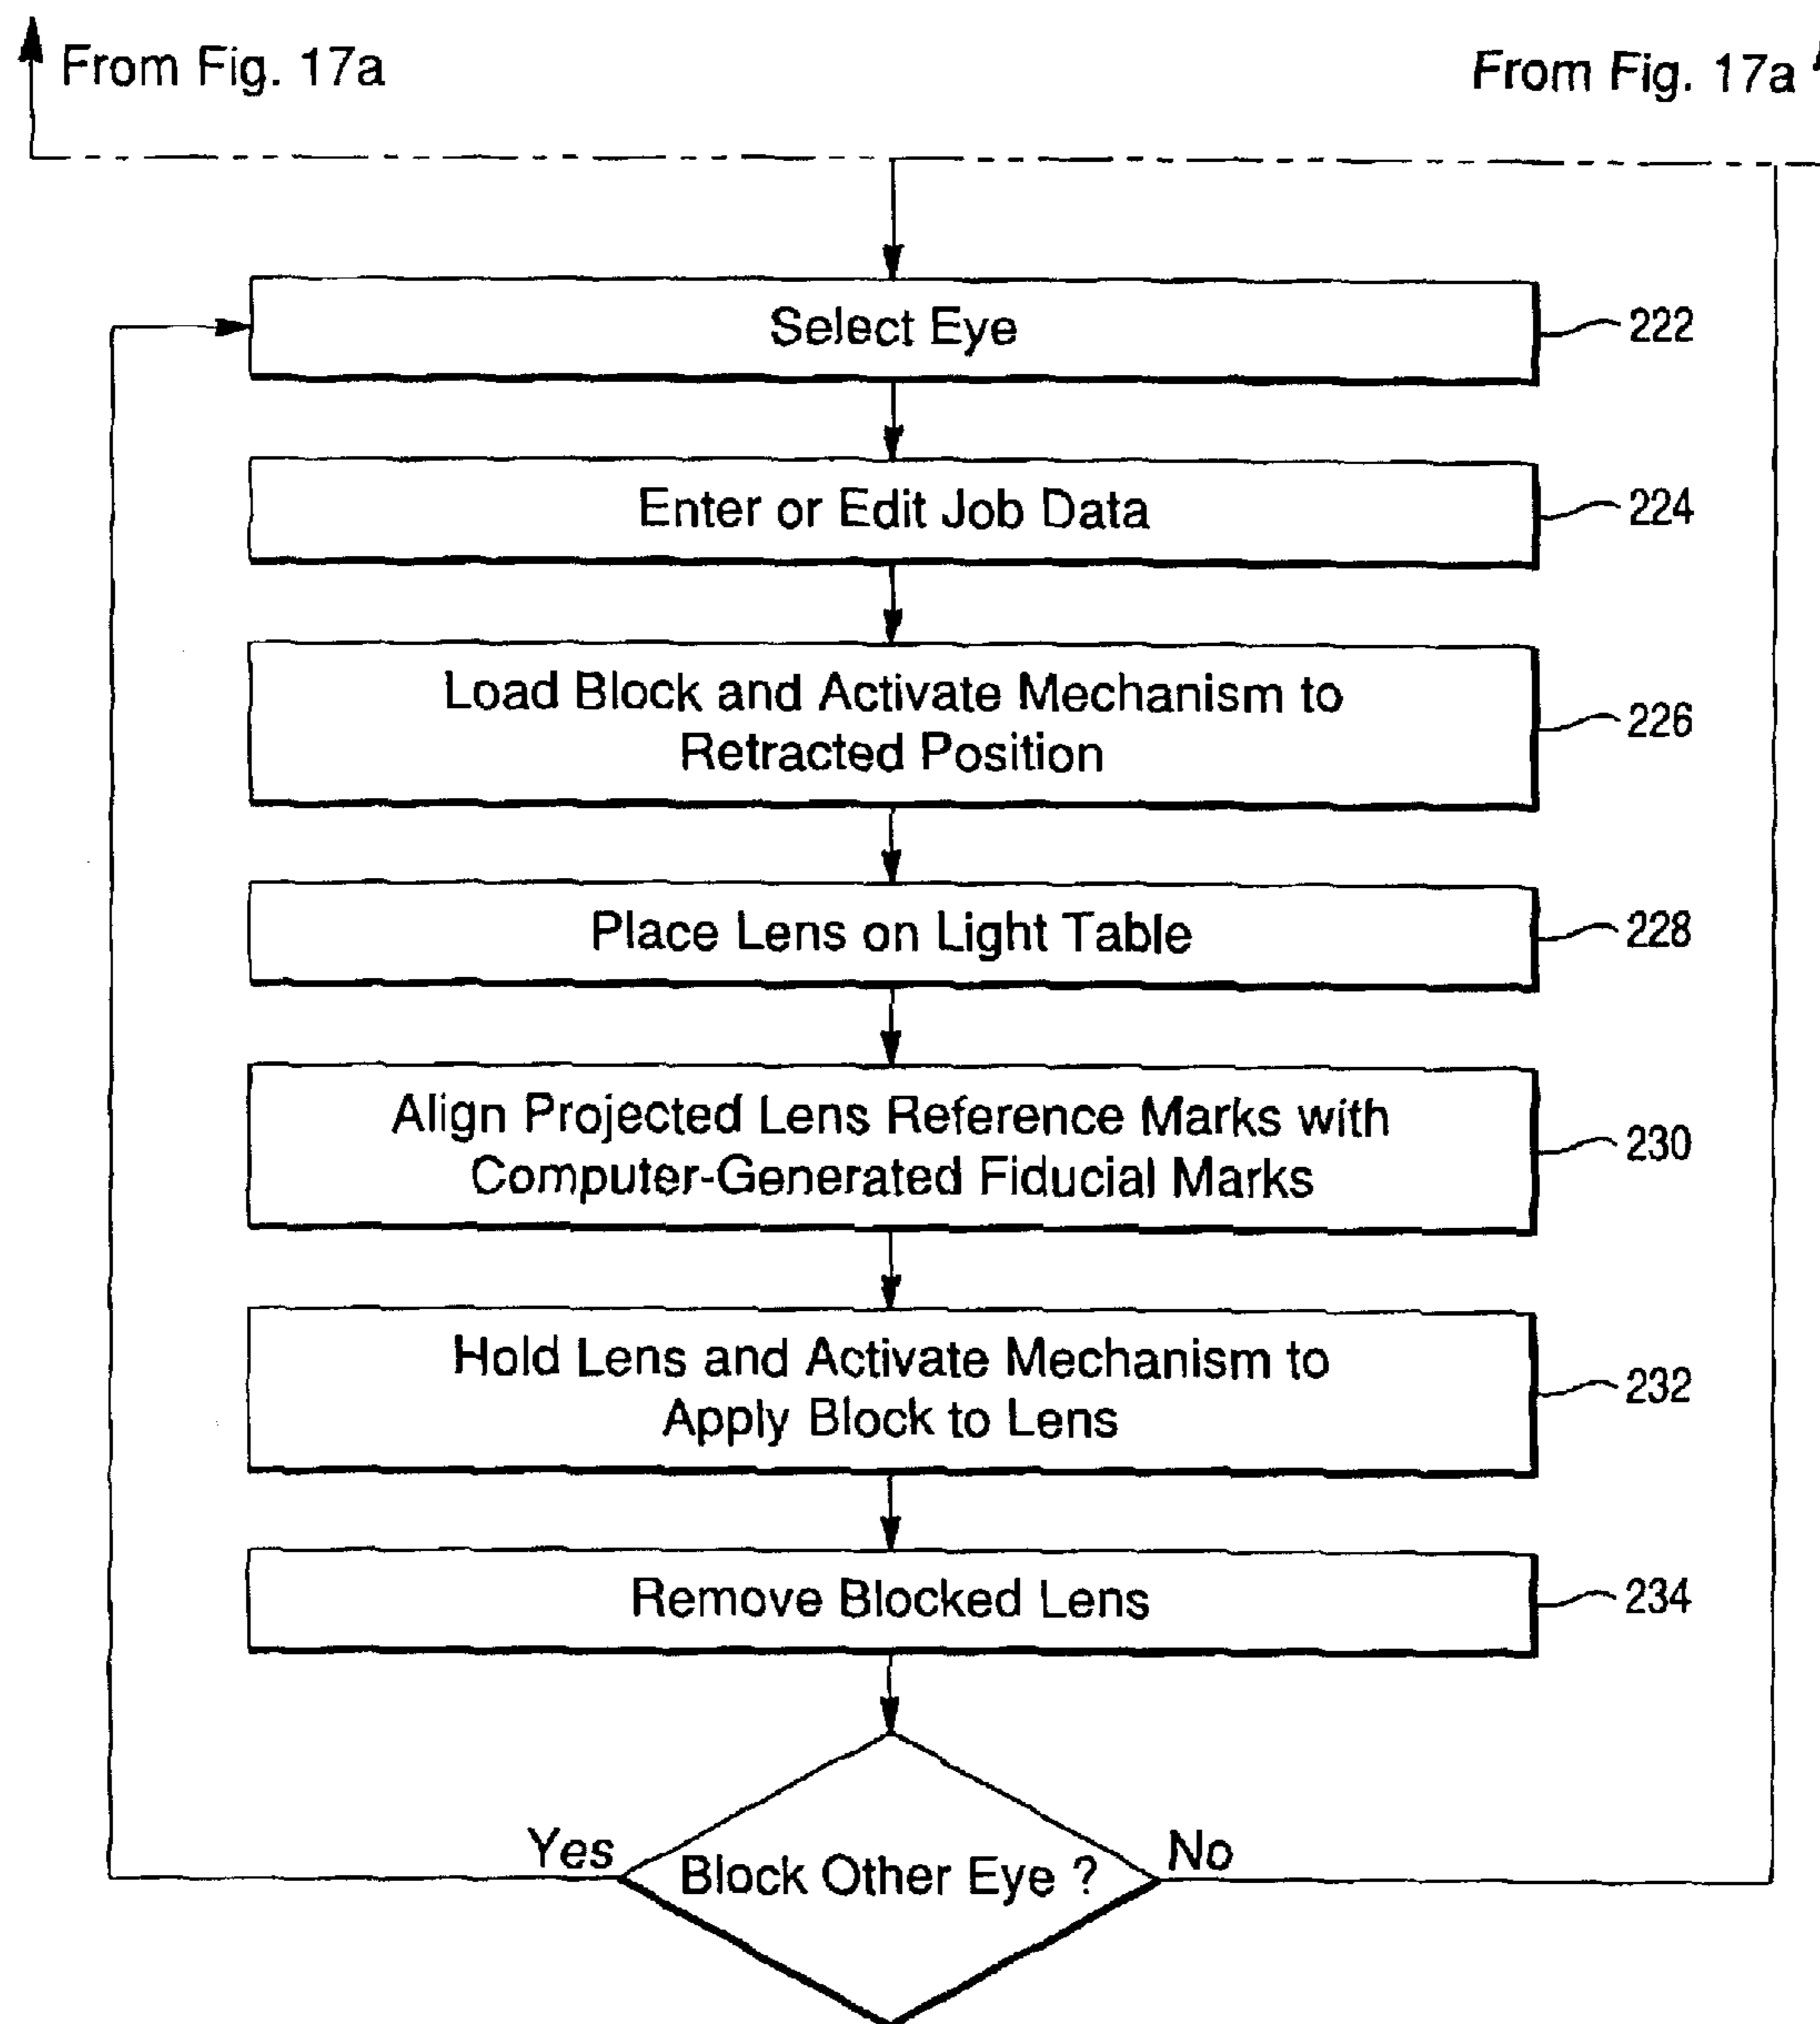 From Fig. 17a
From Fig. 17a
Select Eye
222
Enter or Edit Job Data
224
Load Block and Activate Mechanism to
Retracted Position
226
Place Lens on Light Table
228
Align Projected Lens Reference Marks with
Computer-Generated Fiducial Marks
230
Hold Lens and Activate Mechanism to
Apply Block to Lens
232
Remove Blocked Lens
234
Yes
Block Other Eye ?
No